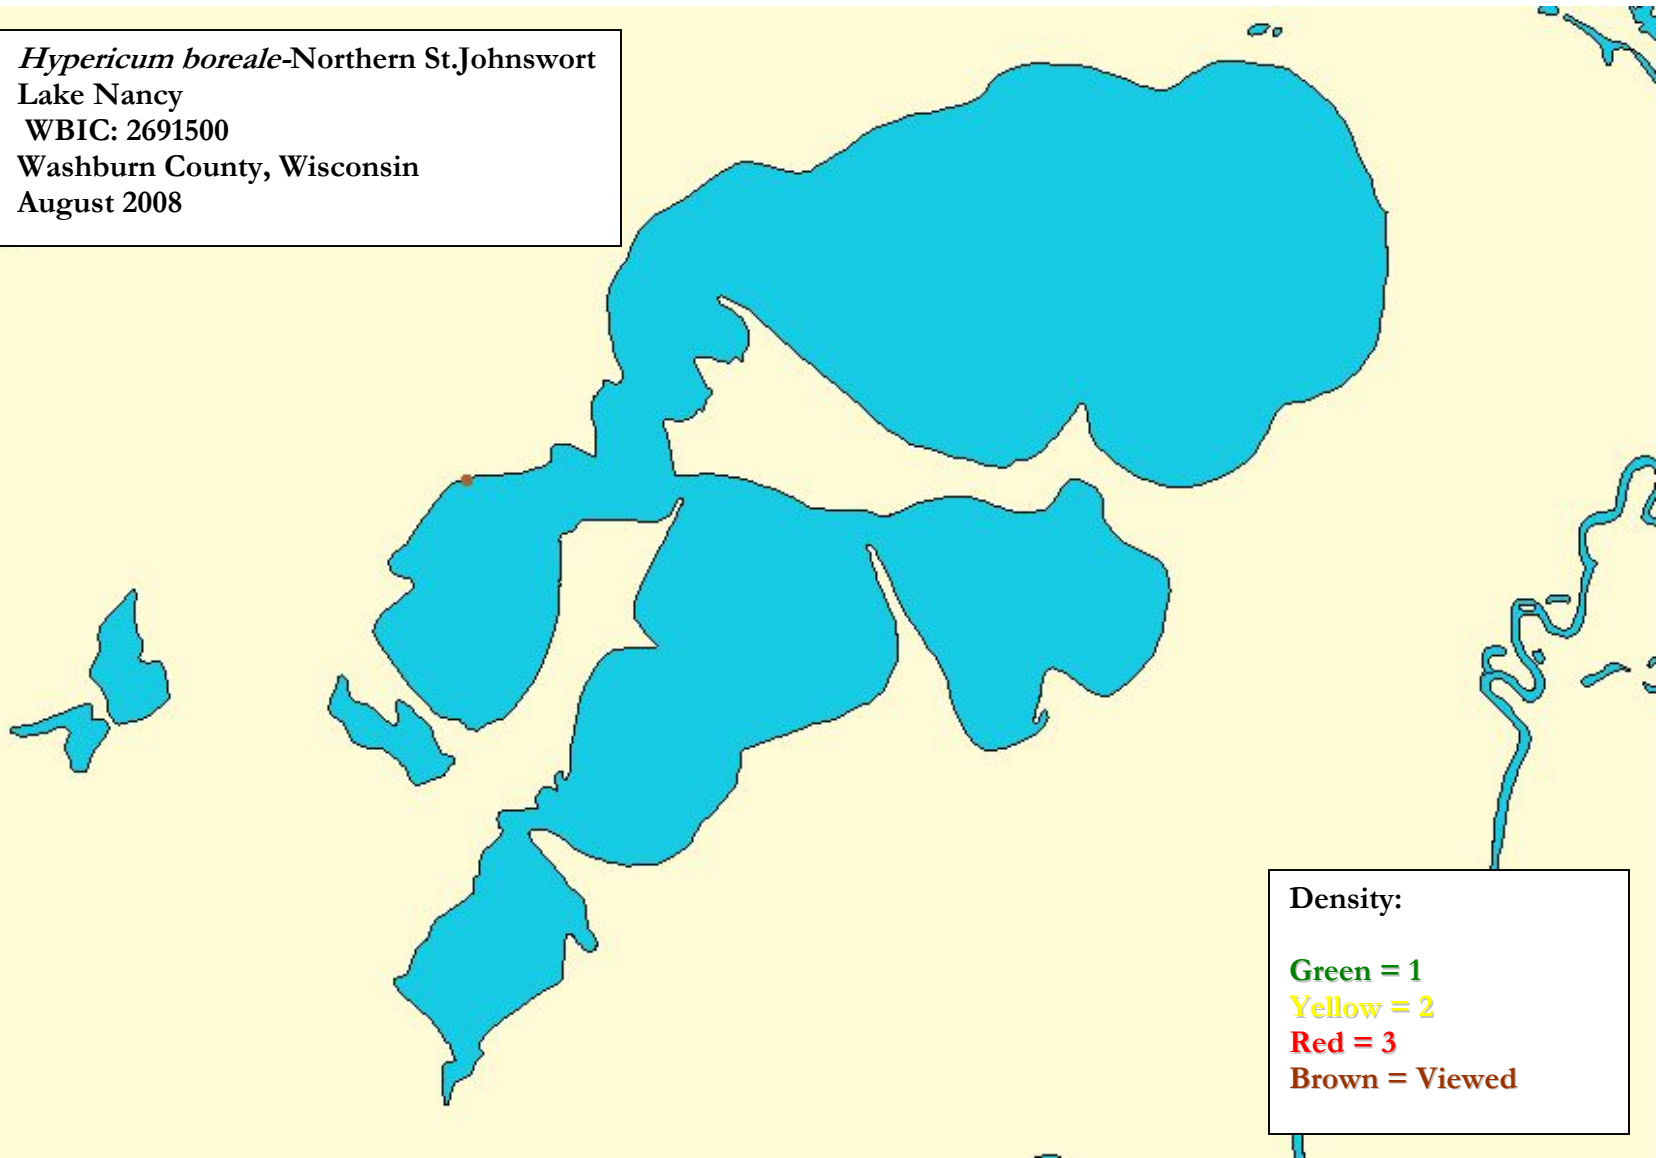 Hypericum boreale-Northern St.Johnswort
Lake Nancy
WBIC: 2691500
Washburn County, Wisconsin
August 2008
Density:
Green = 1
Yellow = 2
Red = 3
Brown = Viewed